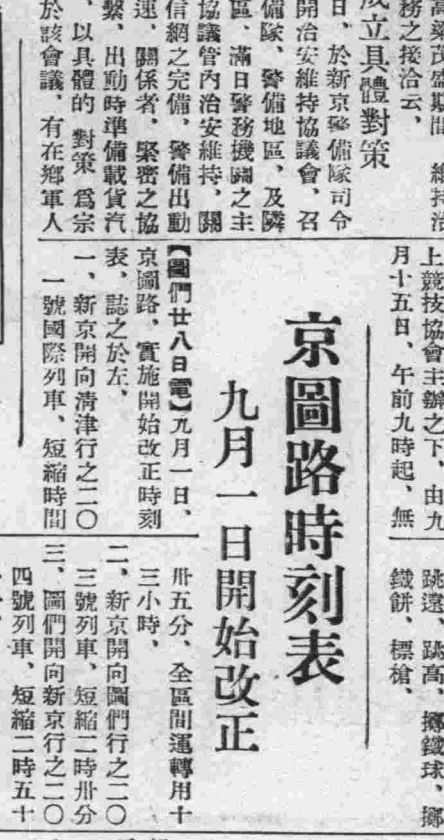 高粱茂盛期間、維持治
務之接洽云、
成立具體對策
日、於新京警備隊司令
開治安維持協議會、召
備隊、警備地區、及隣
區、滿日警務機關之主
協議管內治安維持、關
信網之完備、警備出動
速、關係者、緊密之協
繫、出動時準備載貨汽
、以具體的 對策 爲宗
於該會議、有在鄉軍人
上競技協會主辦之下、由九
月十五日、午前九時起、無
跳遠、跳高、擲鐵球、擲
鐵餅、標槍、
京圖路時刻表
九月一日開始改正
【圖們廿八日電】九月一日、
京圖路、實施開始改正時刻
表、誌之於左、
一、新京開向清津行之二〇
一號國際列車、短縮時間
卅五分、全區間運轉用十
三小時、
二、新京開向圖們行之二〇
三號列車、短縮二時卅分
三、圖們開向新京行之二〇
四號列車、短縮二時五十